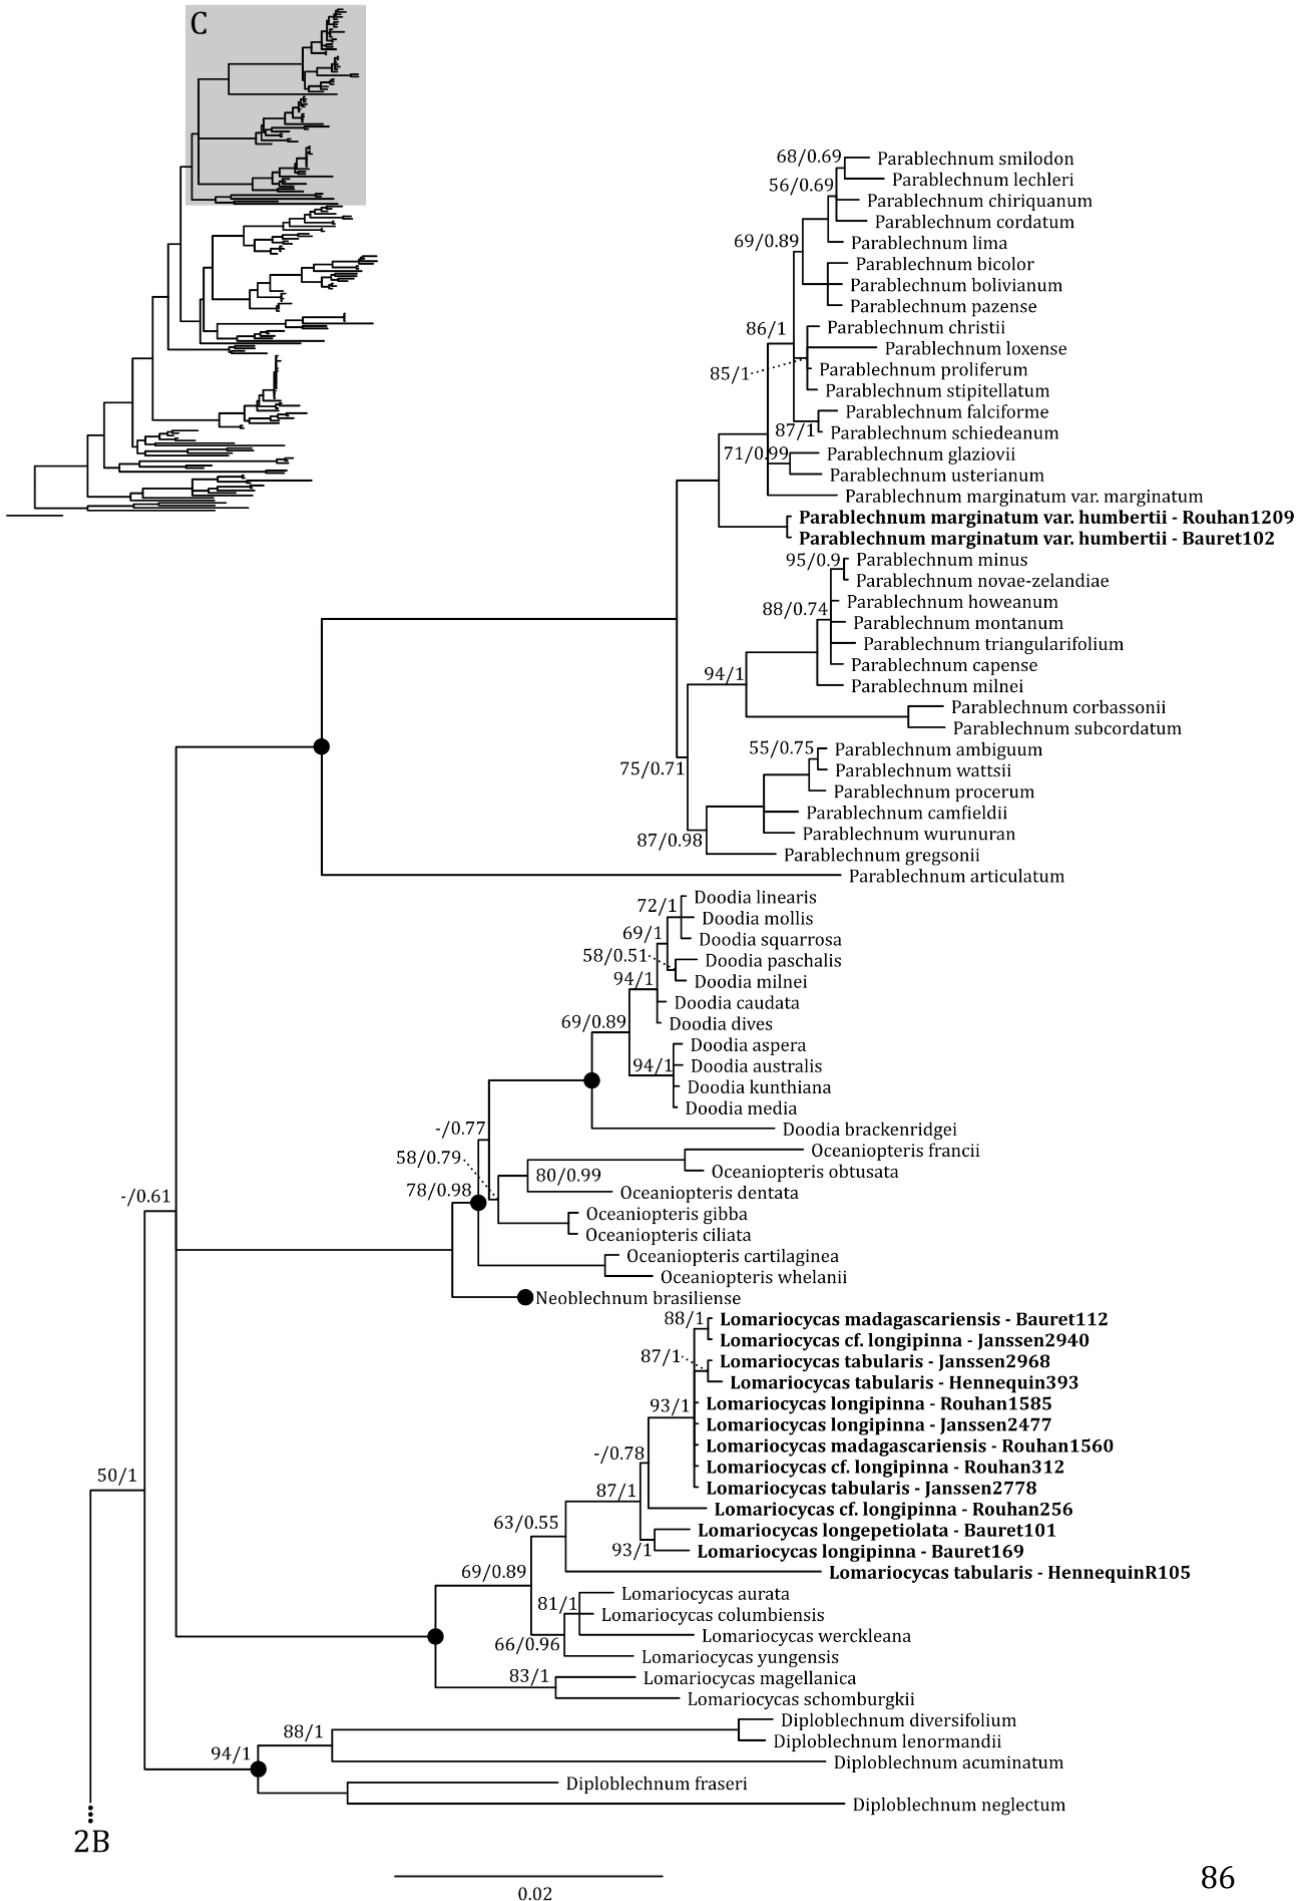 C
68/0.69
Parablechnum smilodon
Parablechnum lechleri
56/0.69
Parablechnum chiriquanum
Parablechnum cordatum
69/0.89
Parablechnum lima
Parablechnum bicolor
Parablechnum bolivianum
Parablechnum pazense
86/1
Parablechnum christii
Parablechnum loxense
85/1
Parablechnum proliferum
Parablechnum stipitellatum
Parablechnum falciforme
87/1
Parablechnum schiedeanum
71/0.99
Parablechnum glaziovii
Parablechnum usterianum
Parablechnum marginatum var. marginatum
Parablechnum marginatum var. humbertii - Rouhan1209
Parablechnum marginatum var. humbertii - Bauret102
95/0.9
Parablechnum minus
Parablechnum novae-zelandiae
88/0.74
Parablechnum howeanum
Parablechnum montanum
Parablechnum triangularifolium
Parablechnum capense
94/1
Parablechnum milnei
Parablechnum corbassonii
Parablechnum subcordatum
55/0.75
Parablechnum ambiguum
75/0.71
Parablechnum wattsii
Parablechnum procerum
Parablechnum camfieldii
Parablechnum wurunuran
87/0.98
Parablechnum gregsonii
Parablechnum articulatum
72/1
Doodia linearis
Doodia mollis
69/1
Doodia squarrosa
58/0.51
Doodia paschalis
94/1
Doodia milnei
Doodia caudata
69/0.89
Doodia dives
Doodia aspera
94/1
Doodia australis
Doodia kunthiana
Doodia media
-/0.77
Doodia brackenridgei
58/0.79
Oceaniopteris francii
80/0.99
Oceaniopteris obtusata
78/0.98
Oceaniopteris dentata
-/0.61
Oceaniopteris gibba
Oceaniopteris ciliata
Oceaniopteris cartilaginea
Oceaniopteris whelanii
Neoblechnum brasiliense
88/1
Lomariocycas madagascariensis - Bauret112
Lomariocycas cf. longipinna - Janssen2940
87/1
Lomariocycas tabularis - Janssen2968
Lomariocycas tabularis - Hennequin393
93/1
Lomariocycas longipinna - Rouhan1585
Lomariocycas longipinna - Janssen2477
-/0.78
Lomariocycas madagascariensis - Rouhan1560
Lomariocycas cf. longipinna - Rouhan312
50/1
87/1
Lomariocycas tabularis - Janssen2778
Lomariocycas cf. longipinna - Rouhan256
63/0.55
Lomariocycas longepetiolata - Bauret101
93/1
Lomariocycas longipinna - Bauret169
69/0.89
Lomariocycas tabularis - HennequinR105
81/1
Lomariocycas aurata
Lomariocycas columbiensis
66/0.96
Lomariocycas werckleana
Lomariocycas yungensis
83/1
Lomariocycas magellanica
Lomariocycas schomburgkii
88/1
Diploblechnum diversifolium
94/1
Diploblechnum lenormandii
Diploblechnum acuminatum
Diploblechnum fraseri
Diploblechnum neglectum
2B
0.02
86